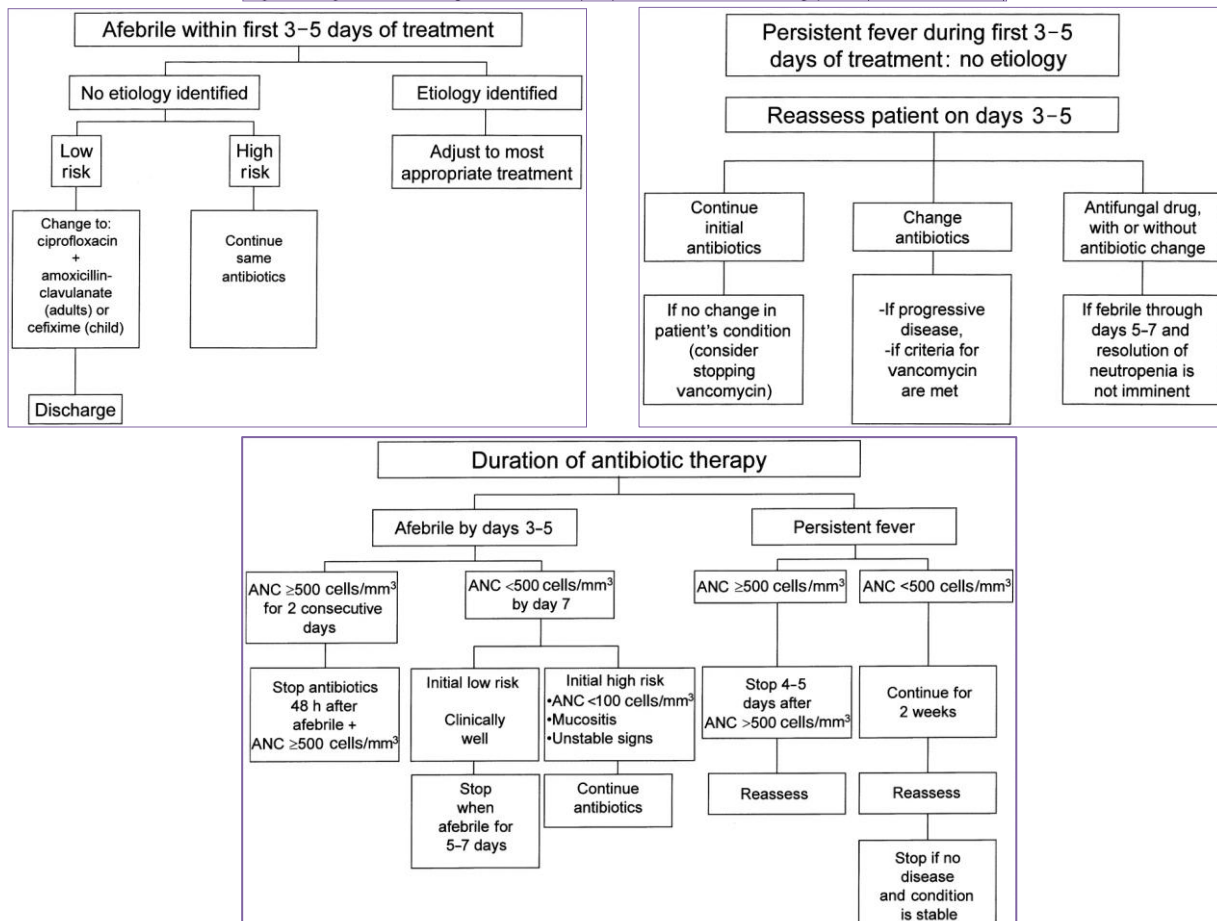 Afebrile within first 3–5 days of treatment
No etiology identified
Etiology identified
Low
risk
High
risk
Adjust to most
appropriate treatment
Change to:
ciprofloxacin
+
amoxicillin-
clavulanate
(adults) or
cefixime (child)
Continue
same
antibiotics
Discharge
Persistent fever during first 3–5
days of treatment: no etiology
Reassess patient on days 3–5
Continue
initial
antibiotics
Change
antibiotics
Antifungal drug,
with or without
antibiotic change
If no change in
patient's condition
(consider
stopping
vancomycin)
-If progressive
disease,
-if criteria for
vancomycin
are met
If febrile through
days 5–7 and
resolution of
neutropenia is
not imminent
Duration of antibiotic therapy
Afebrile by days 3–5
Persistent fever
ANC ≥500 cells/mm³
for 2 consecutive
days
ANC <500 cells/mm³
by day 7
ANC ≥500 cells/mm³
ANC <500 cells/mm³
Stop antibiotics
48 h after
afebrile +
ANC ≥500 cells/mm³
Initial low risk
Clinically
well
Initial high risk
•ANC <100 cells/mm³
•Mucositis
•Unstable signs
Stop 4–5
days after
ANC >500 cells/mm³
Continue for
2 weeks
Stop
when
afebrile for
5–7 days
Continue
antibiotics
Reassess
Reassess
Stop if no
disease
and condition
is stable